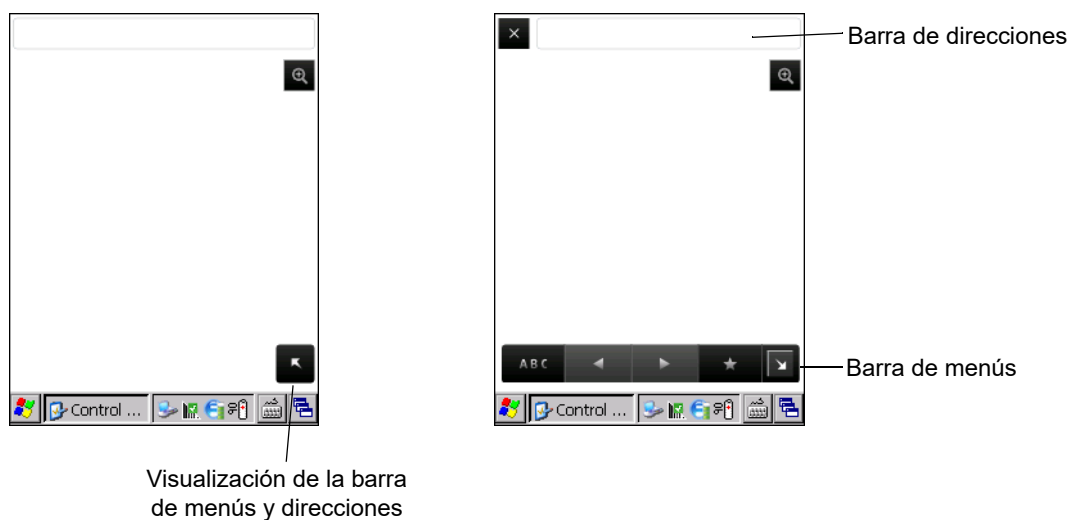 Barra de direcciones
ABC
Barra de menús
Control ...
Control ...
Visualización de la barra
de menús y direcciones